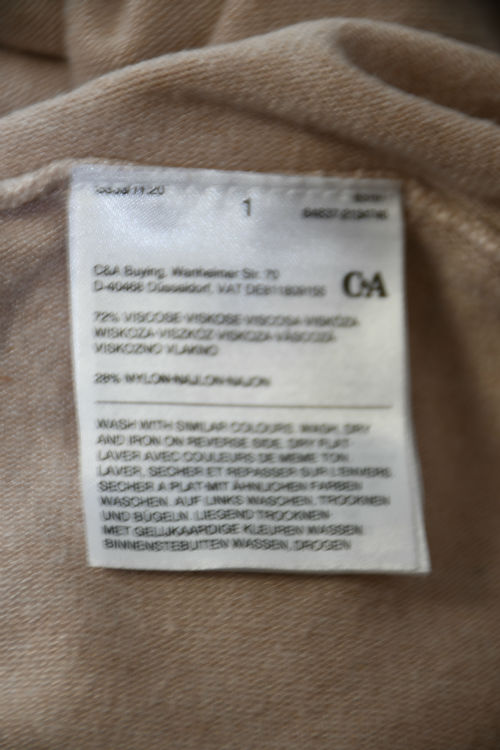 1
C&A Buying, Wanheimer Str. 70
D-40468 Düsseldorf, VAT
C&A
72% VISCOSE-VISKOSE-VISCOSA-VISKÓZA
WISKOZA-VISZKÓZ-VISKOZA-VÂSCOZA
VISKOZNO VLAKNO
28% NYLON-NAJLON-NAJON
WASH WITH SIMILAR COLOURS. WASH, DRY
AND IRON ON REVERSE SIDE. DRY FLAT-
LAVER AVEC COULEURS DE MEME TON
LAVER, SECHER ET REPASSER SUR L'ENVERS
SECHER A PLAT-MIT ÄHNLICHEN FARBEN
WASCHEN. AUF LINKS WASCHEN, TROCKNEN
UND BÜGELN. LIEGEND TROCKNEN-
MET GELIJKAARDIGE KLEUREN WASSEN
BINNENSTEBUITEN WASSEN, DROGEN